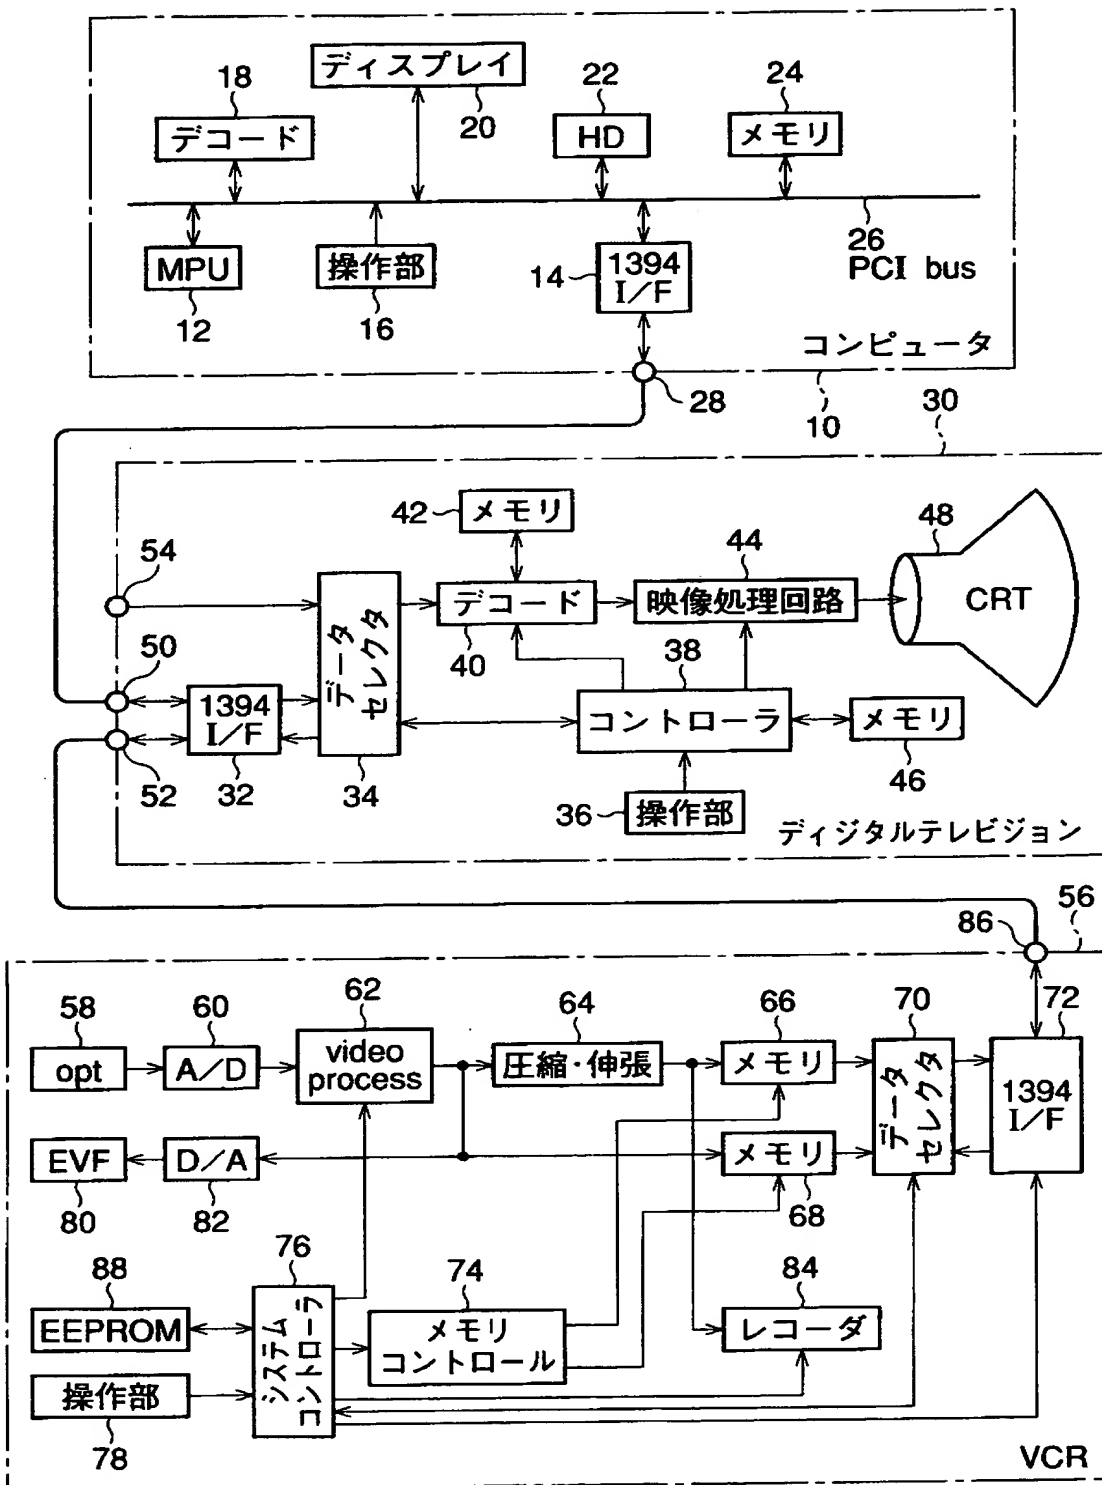 ディスプレイ
20
18
デコード
22
HD
24
メモリ
26
PCI bus
MPU
12
操作部
16
14
1394
I/F
コンピュータ
28
10
30
42
メモリ
54
デコード
40
44
映像処理回路
48
CRT
50
52
1394
I/F
32
データ
セレクタ
34
38
コントローラ
メモリ
46
36
操作部
ディジタルテレビジョン
86
56
58
opt
60
A/D
62
video
process
64
圧縮・伸張
66
メモリ
70
データ
セレクタ
72
1394
I/F
EVF
80
D/A
82
メモリ
68
88
EEPROM
76
システム
コントローラ
74
メモリ
コントロール
84
レコーダ
操作部
78
VCR